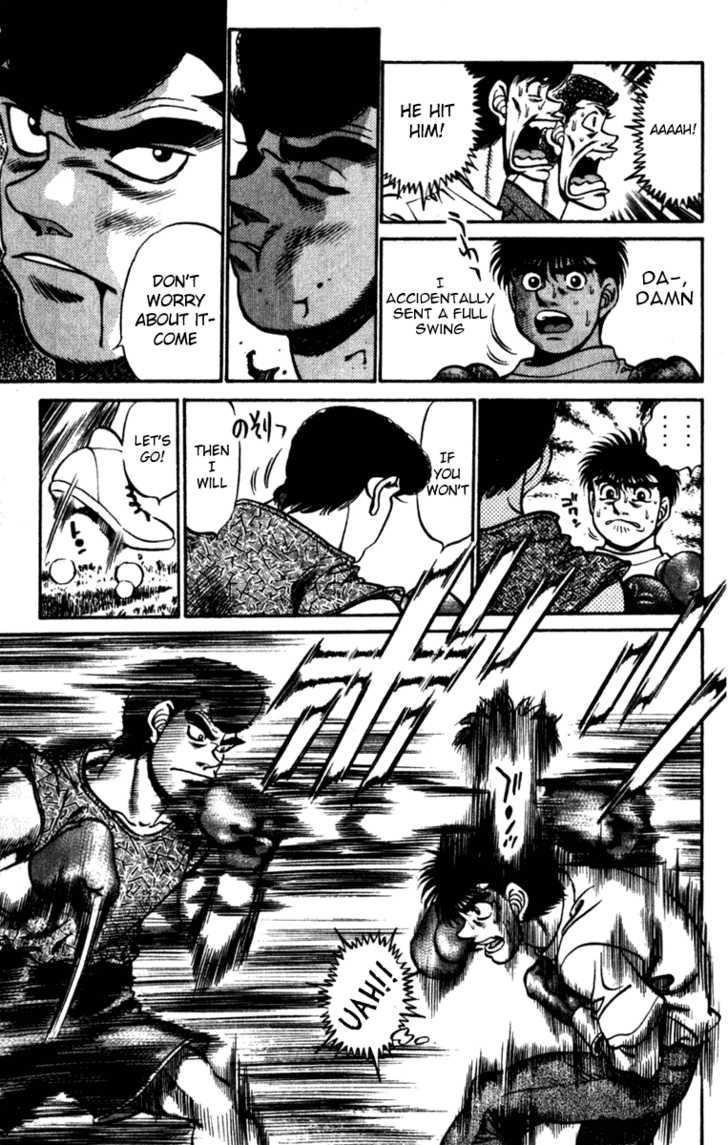 AAAAH!
HE HIT
HIM!
DA-,
DAMN
I
ACCIDENTALLY
SENT A FULL
SWING
DON'T
WORRY
ABOUT IT-
COME
....
....
IF
YOU
WON'T
THEN
I
WILL
のそりっ
LET'S
GO!
UAH!!